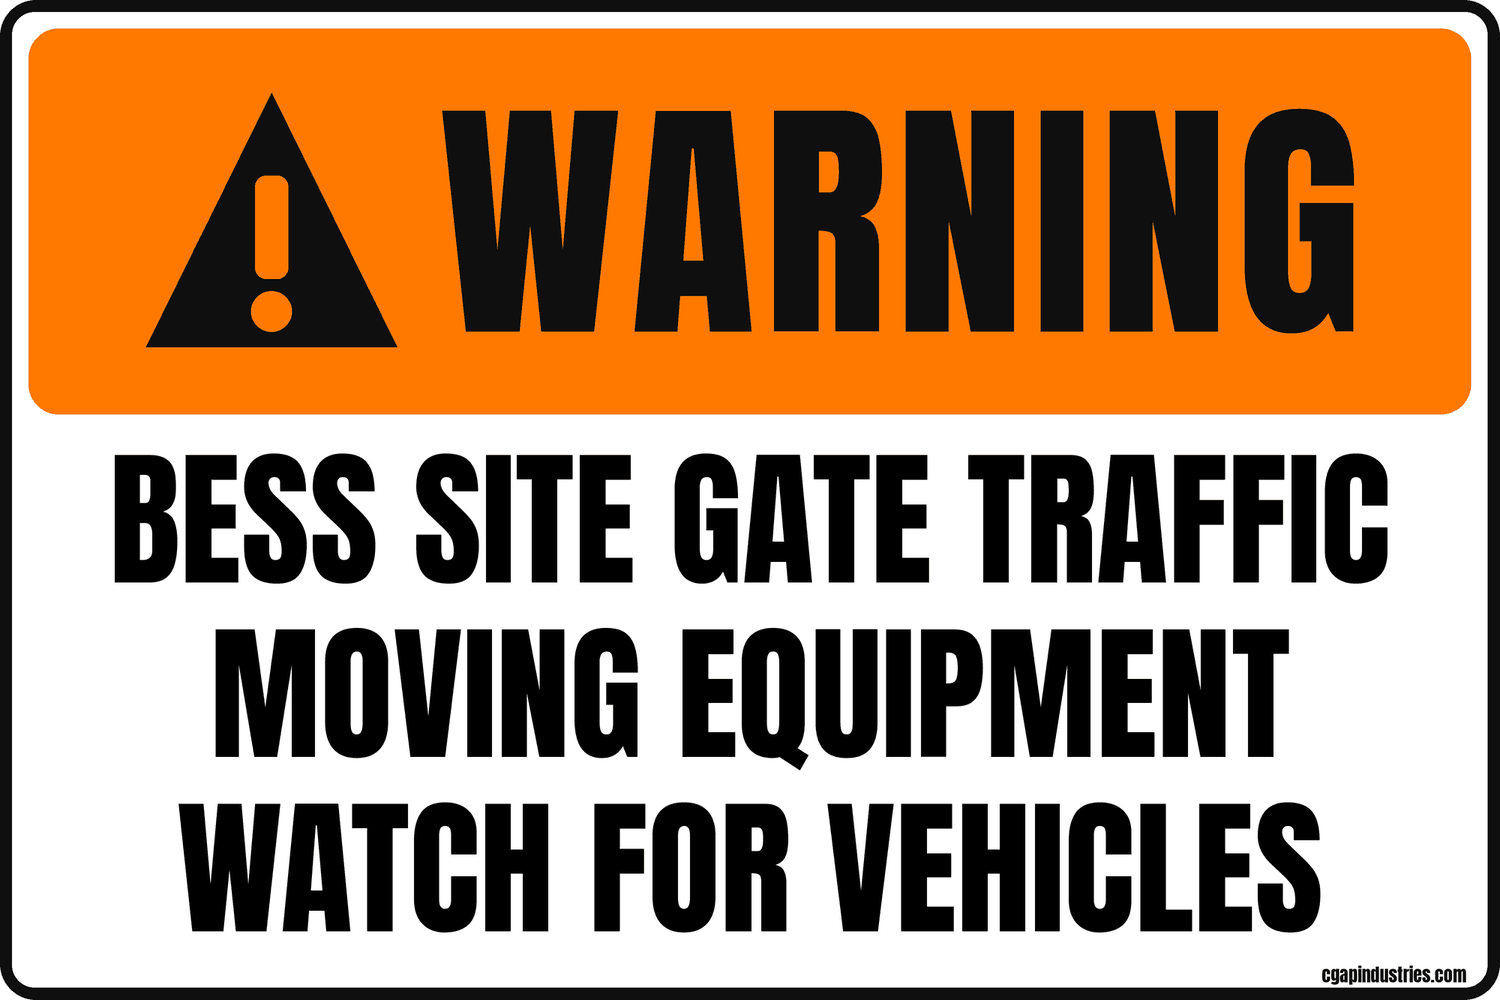 WARNING
BESS SITE GATE TRAFFIC
MOVING EQUIPMENT
WATCH FOR VEHICLES
cgapindustries.com